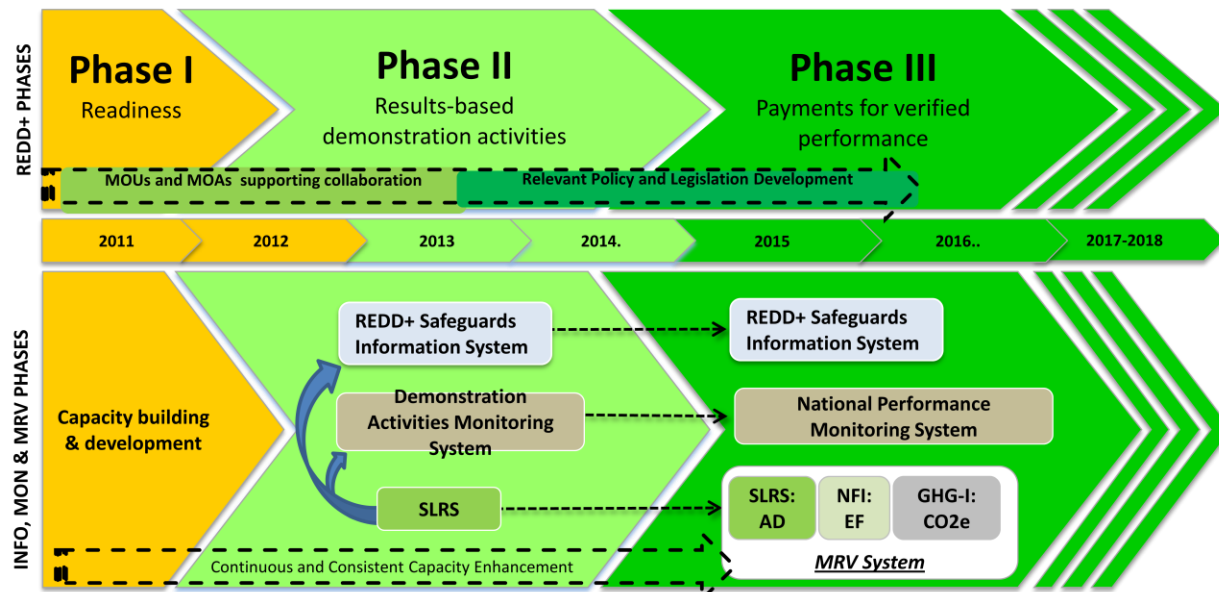 REDD+ PHASES
Phase I
Readiness
Phase II
Results-based
demonstration activities
Phase III
Payments for verified
performance
MOUs and MOAs supporting collaboration
Relevant Policy and Legislation Development
2011
2012
2013
2014.
2015
2016..
2017-2018
INFO, MON & MRV PHASES
Capacity building
& development
REDD+ Safeguards
Information System
REDD+ Safeguards
Information System
Demonstration
Activities Monitoring
System
National Performance
Monitoring System
SLRS
SLRS:
AD
NFI:
EF
GHG-I:
CO2e
MRV System
Continuous and Consistent Capacity Enhancement